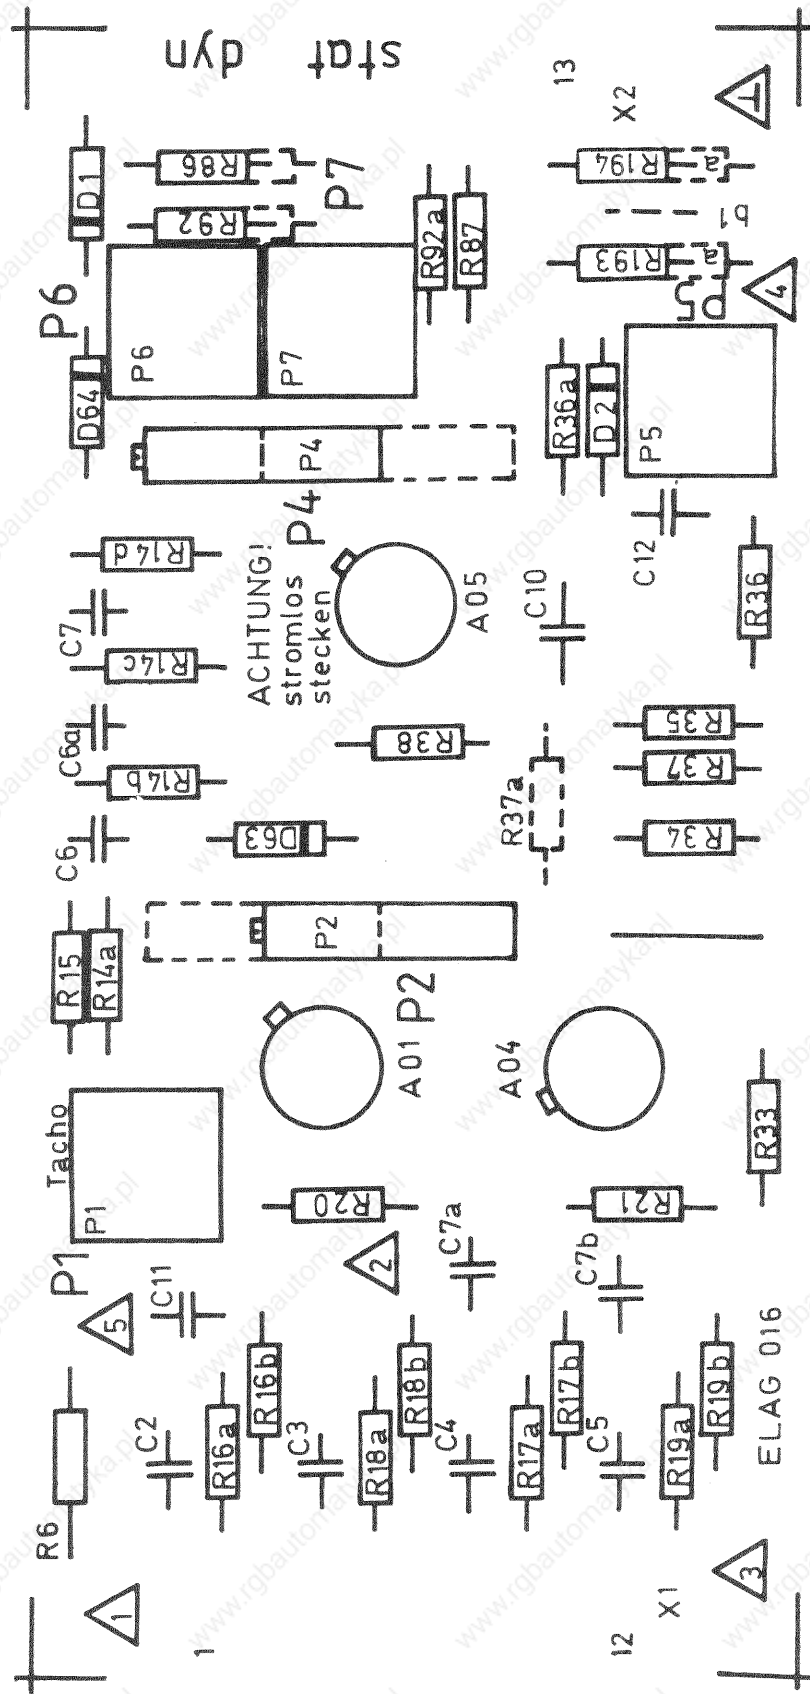 dyn stat
13
X2
T
D1
R86
P7
R92
R92a
R87
R194
a
b1
R193
a
P5
4
P6
P6
P7
D64
P4
P4
R36a
D2
P5
C12
R36
R14d
C7
R14c
C6a
R14b
C6
ACHTUNG!
stromlos
stecken
A05
C10
R38
D63
R37a
R35
R37
R34
R15
R14a
P2
P2
A01
A04
R33
Tacho
P1
P1
R20
R21
2
C7a
C7b
C11
5
R6
C2
R16a
R16b
C3
R18a
R18b
C4
R17a
R17b
C5
R19a
R19b
ELAG 016
1
1
12
X1
3
www.rgbautomatyka.pl